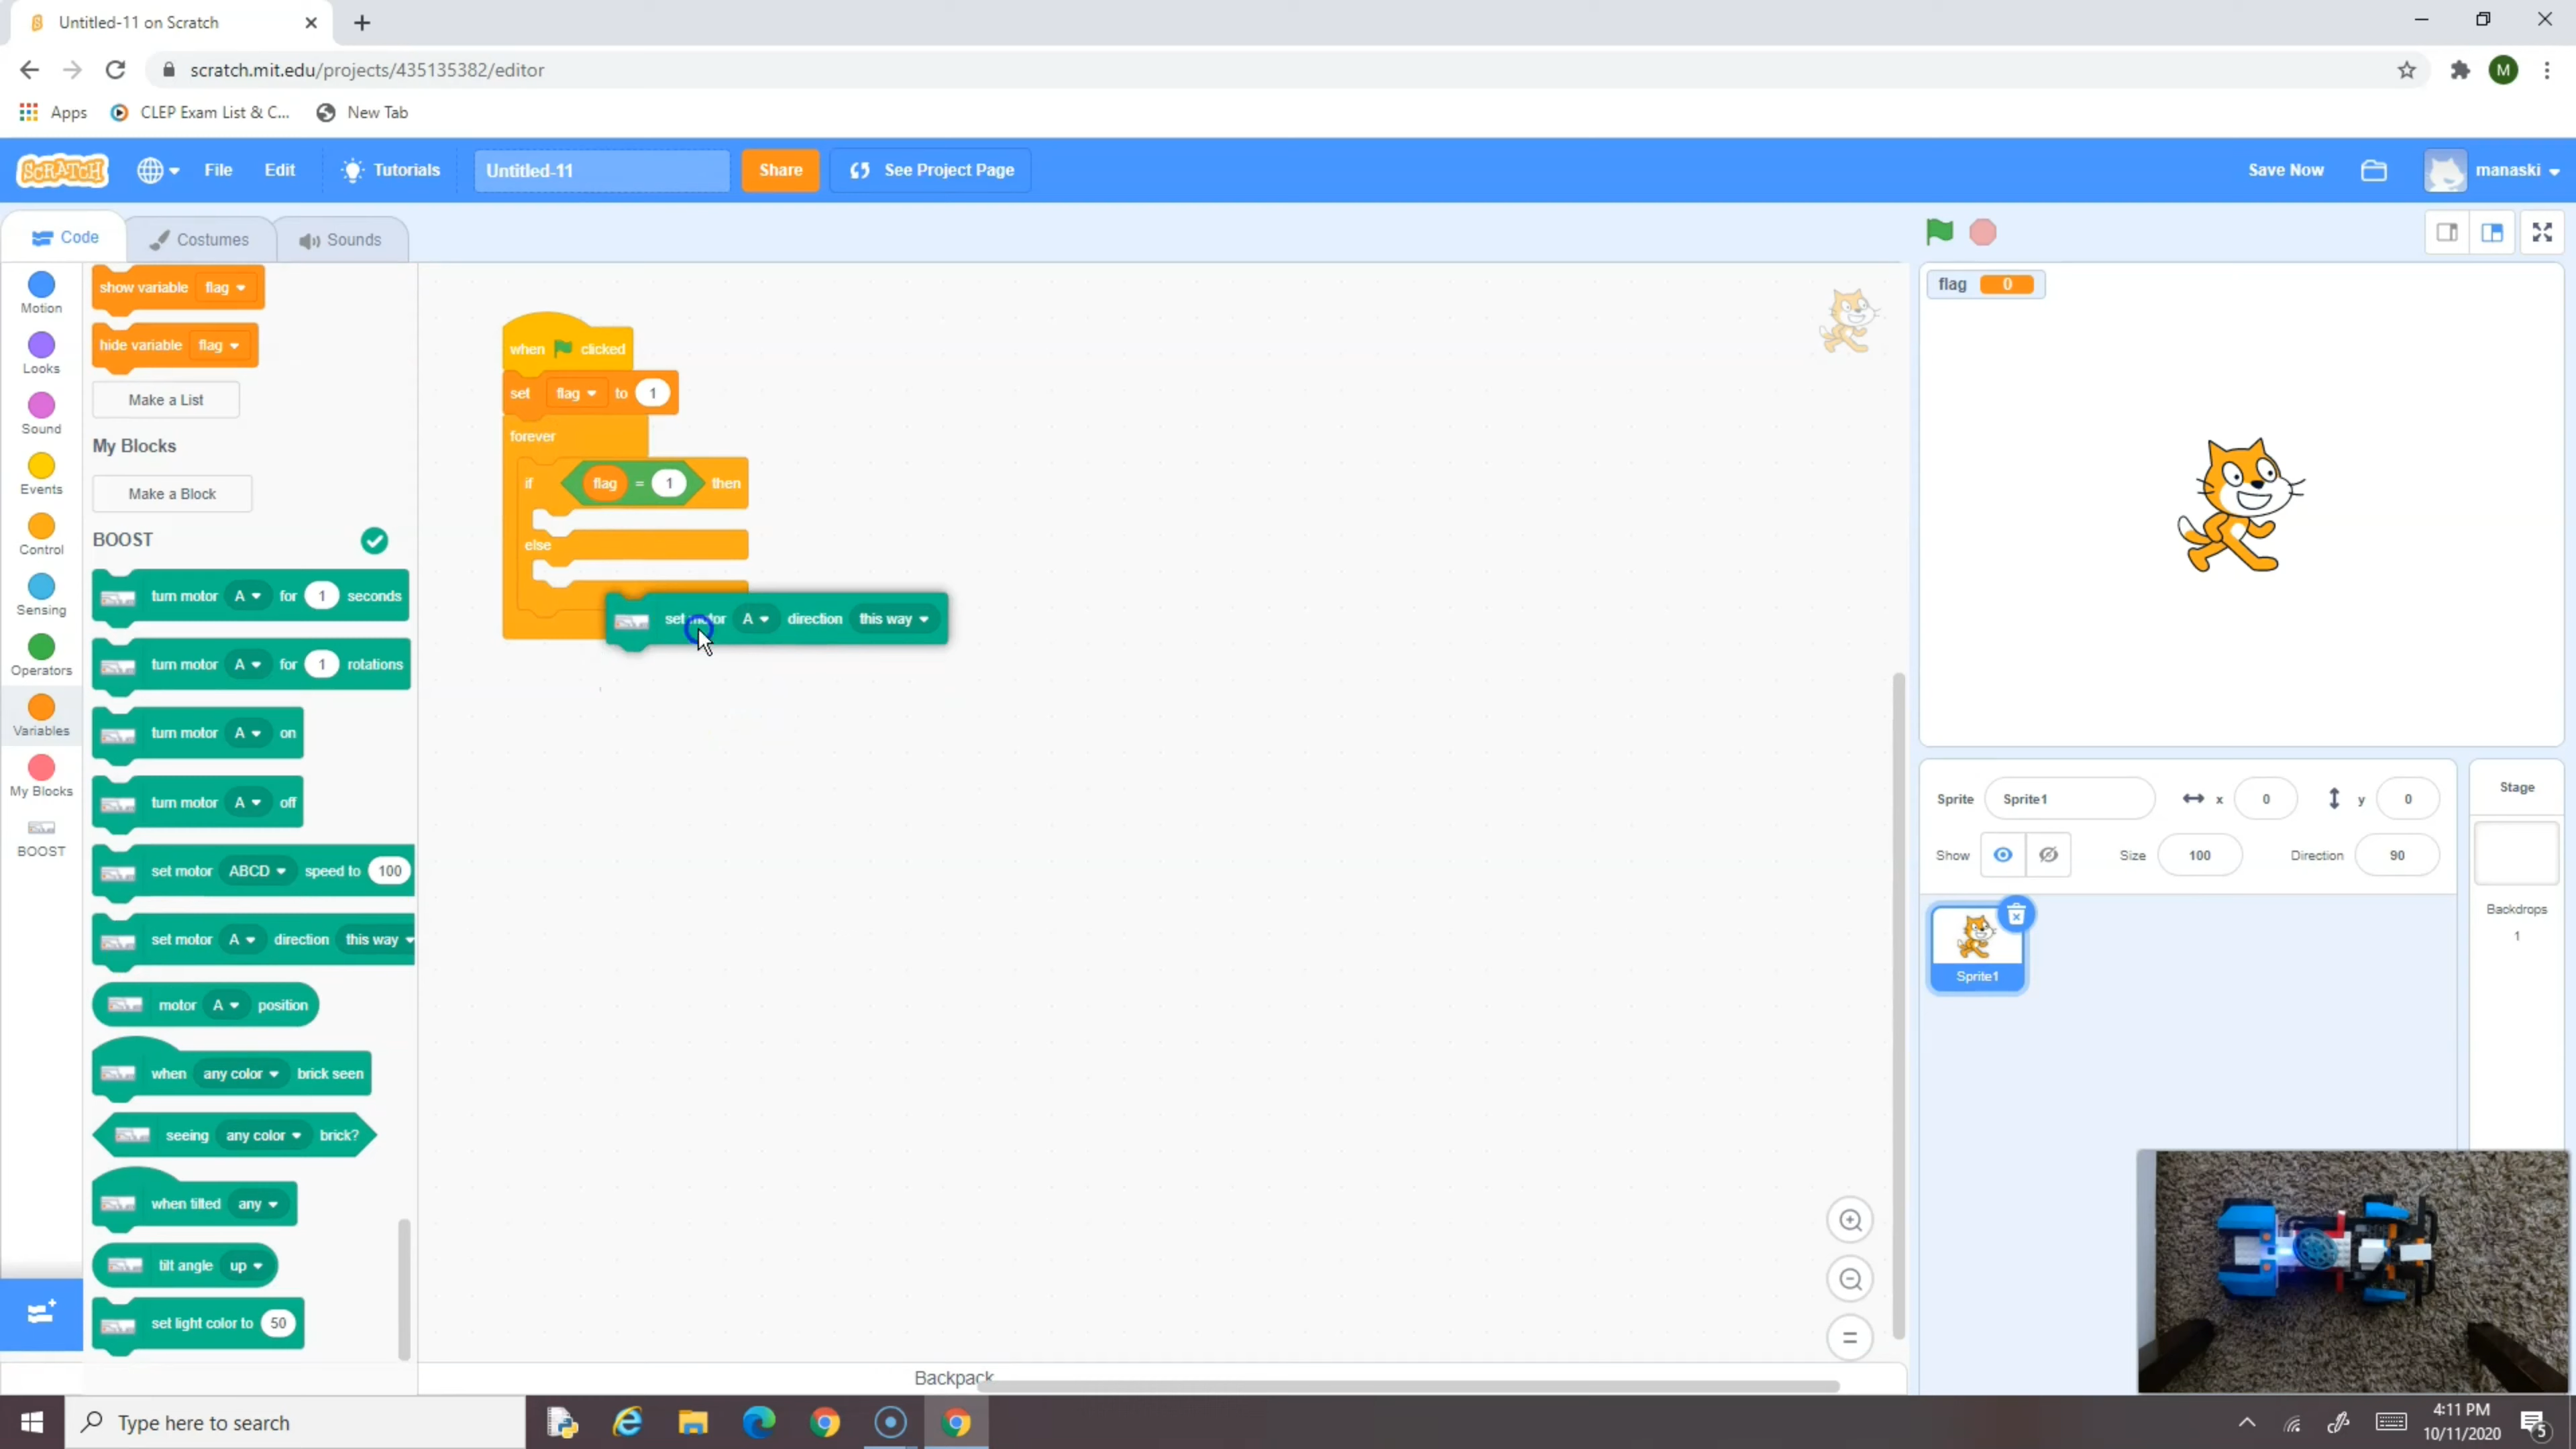 Untitled-11 on Scratch
scratch.mit.edu/projects/435135382/editor
Apps CLEP Exam List & C... New Tab
SCRATCH File Edit Tutorials Untitled-11 Share See Project Page Save Now manaski
Code Costumes Sounds
Motion
Looks
Sound
Events
Control
Sensing
Operators
Variables
My Blocks
BOOST
show variable flag
hide variable flag
Make a List
My Blocks
Make a Block
BOOST
turn motor A for 1 seconds
turn motor A for 1 rotations
turn motor A on
turn motor A off
set motor ABCD speed to 100
set motor A direction this way
motor A position
when any color brick seen
seeing any color brick?
when tilted any
tilt angle up
set light color to 50
when clicked
set flag to 1
forever
if flag = 1 then
else
set motor A direction this way
Backpack
flag 0
Sprite Sprite1 x 0 y 0
Show Size 100 Direction 90
Sprite1
Stage
Backdrops
1
Type here to search
4:11 PM
10/11/2020
5
M